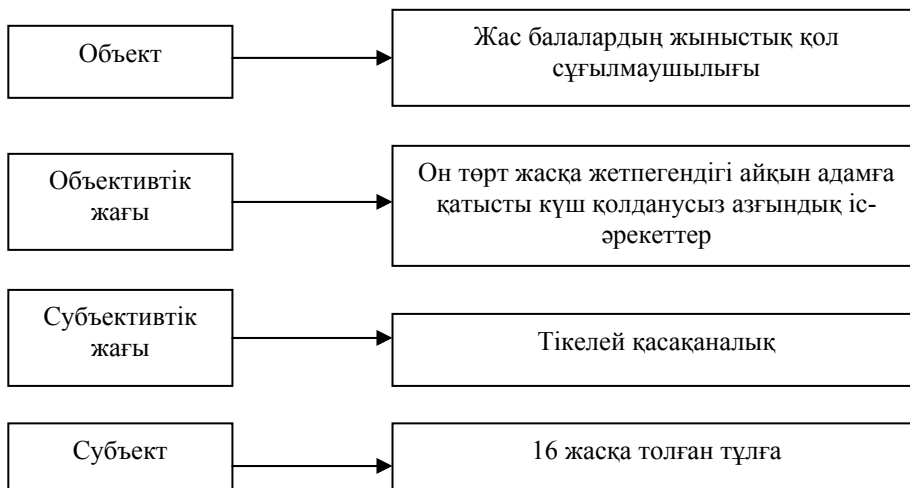 Объект
Жас балалардың жыныстық қол
сұғылмаушылығы
Объективтік
жағы
Он төрт жасқа жетпегендігі айқын адамға
қатысты күш қолданусыз азғындық іс-
әрекеттер
Субъективтік
жағы
Тікелей қасақаналық
Субъект
16 жасқа толған тұлға